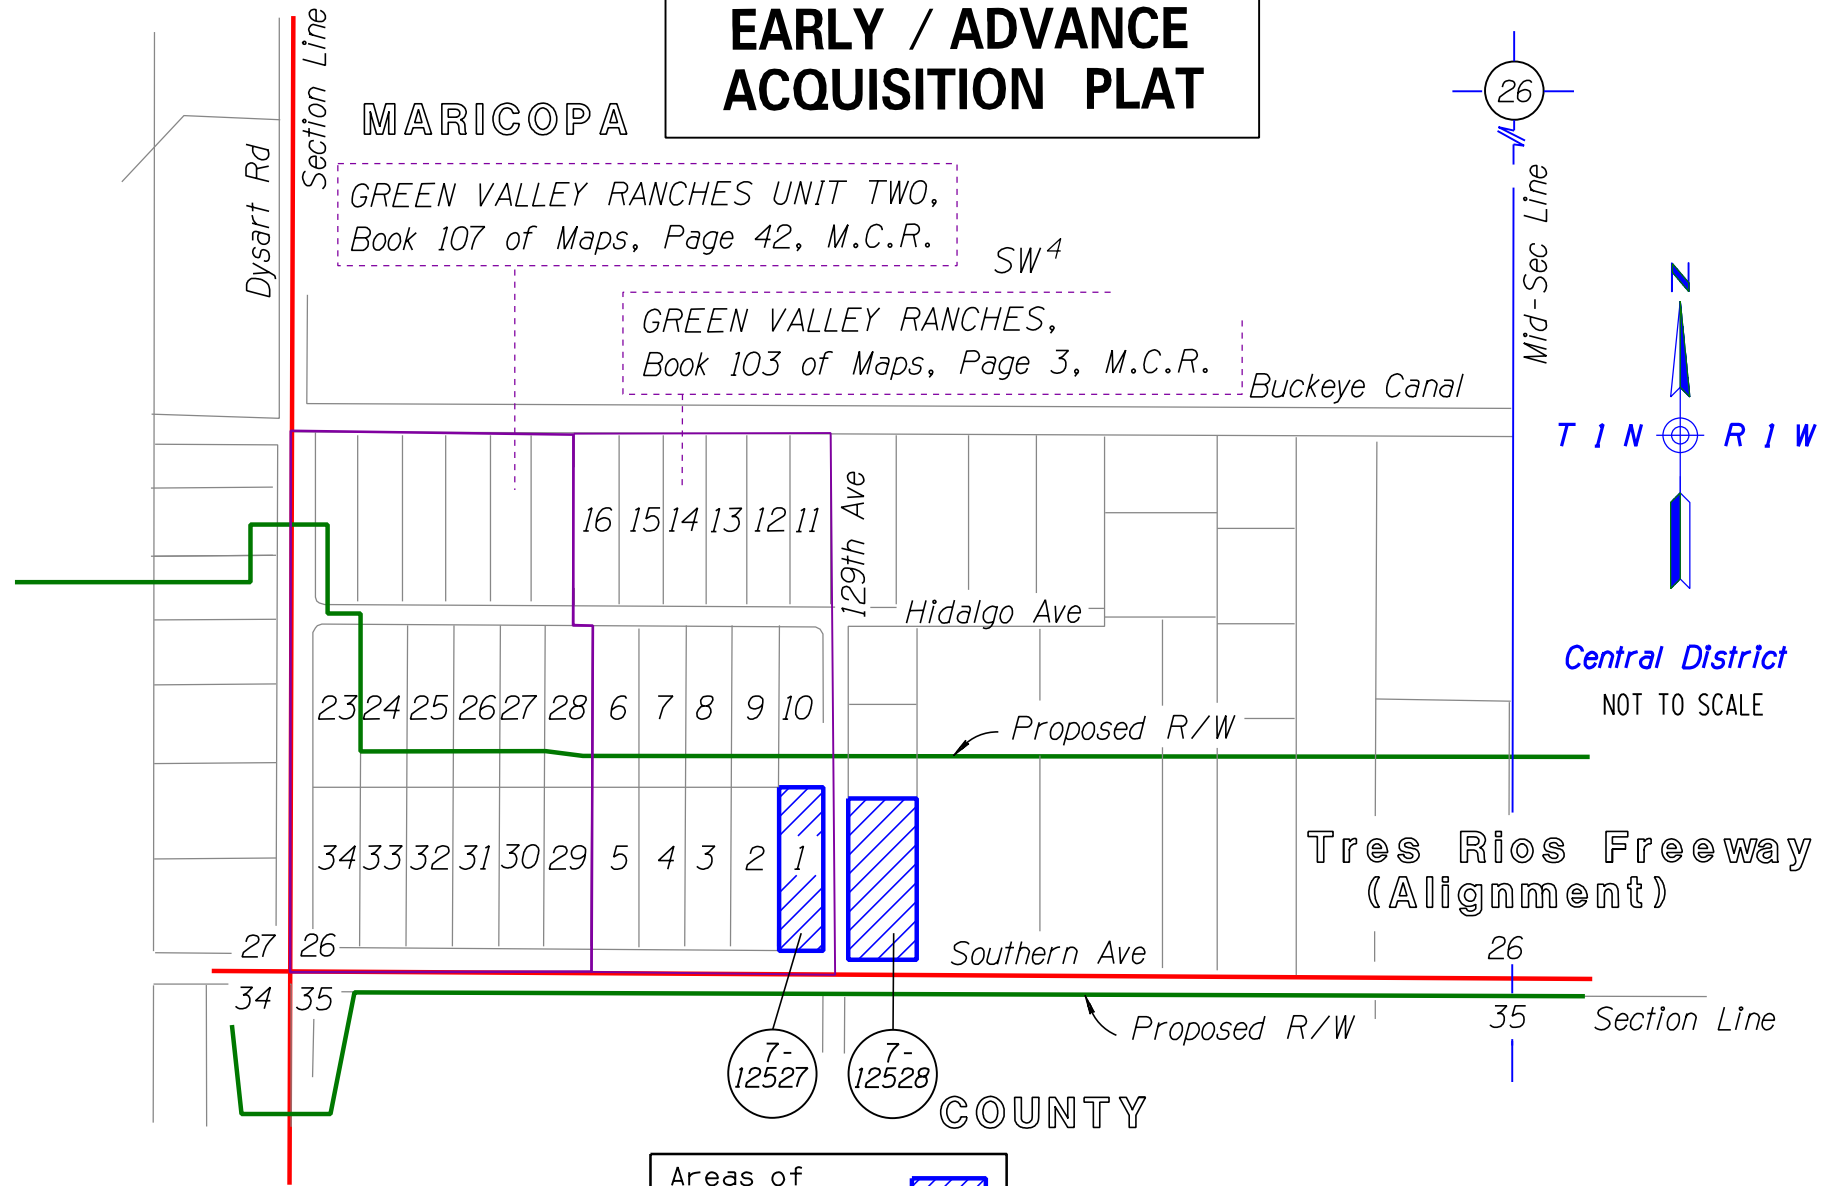 EARLY / ADVANCE
ACQUISITION PLAT
MARICOPA
Section Line
Dysart Rd
26
GREEN VALLEY RANCHES UNIT TWO,
Book 107 of Maps, Page 42, M.C.R.
SW4
Mid-Sec Line
GREEN VALLEY RANCHES,
Book 103 of Maps, Page 3, M.C.R.
Buckeye Canal
N
T 1 N R 1 W
16 15 14 13 12 11
129th Ave
Hidalgo Ave
Central District
NOT TO SCALE
23 24 25 26 27 28 6 7 8 9 10
Proposed R/W
34 33 32 31 30 29 5 4 3 2 1
Tres Rios Freeway
(Alignment)
27 26
Southern Ave
26
34 35
35
Section Line
Proposed R/W
7-
12527
7-
12528
COUNTY
Areas of